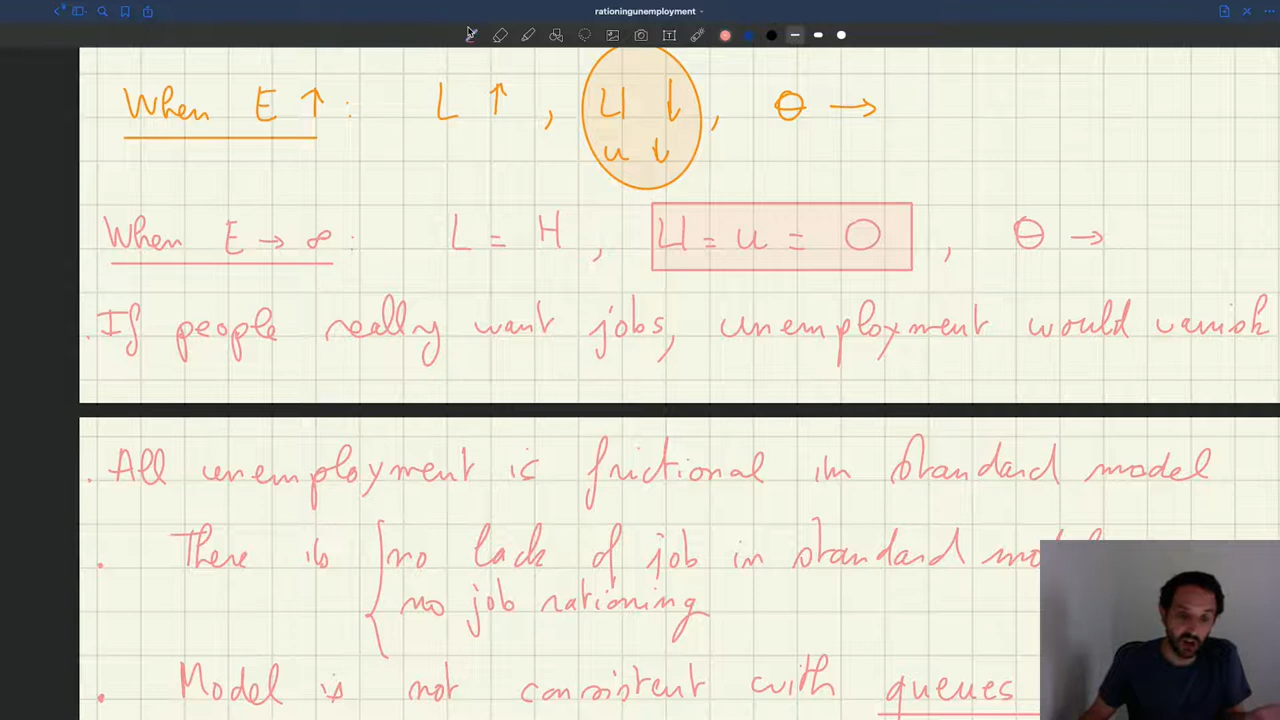 rationingunemployment
When E ↑ : L ↑ , U ↓ , θ →
u ↓
When E → ∞ : L = H , U = u = 0 , θ →
. If people really want jobs, unemployment would vanish
. All unemployment is frictional in standard model
. There is { no lack of job in standard
no job rationing
. Model is not consistent with queues